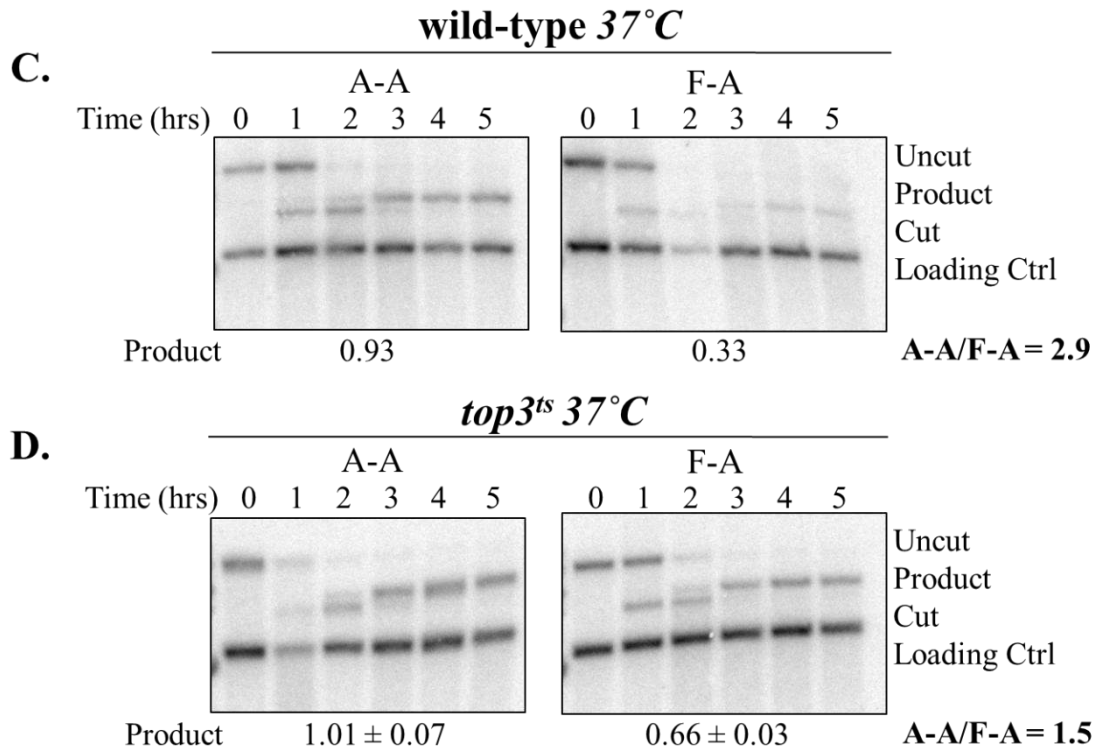 wild-type 37˚C
C.
A-A F-A
Time (hrs) 0 1 2 3 4 5 0 1 2 3 4 5
Uncut
Product
Cut
Loading Ctrl
Product 0.93 0.33 A-A/F-A = 2.9
top3ts 37˚C
D.
A-A F-A
Time (hrs) 0 1 2 3 4 5 0 1 2 3 4 5
Uncut
Product
Cut
Loading Ctrl
Product 1.01 ± 0.07 0.66 ± 0.03 A-A/F-A = 1.5